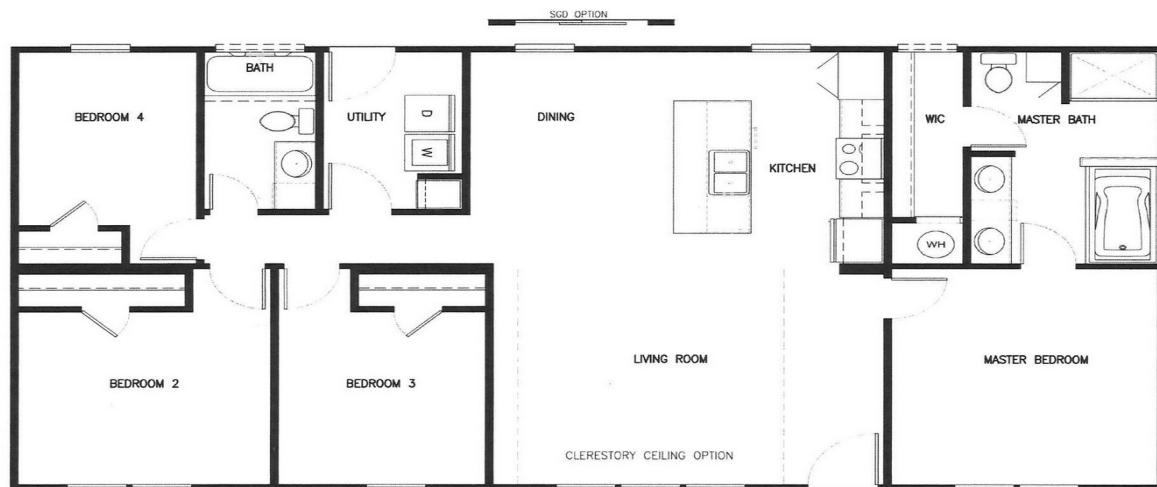 SGD OPTION
BEDROOM 4
BATH
UTILITY
D
W
DINING
KITCHEN
WIC
MASTER BATH
WH
BEDROOM 2
BEDROOM 3
LIVING ROOM
MASTER BEDROOM
CLERESTORY CEILING OPTION